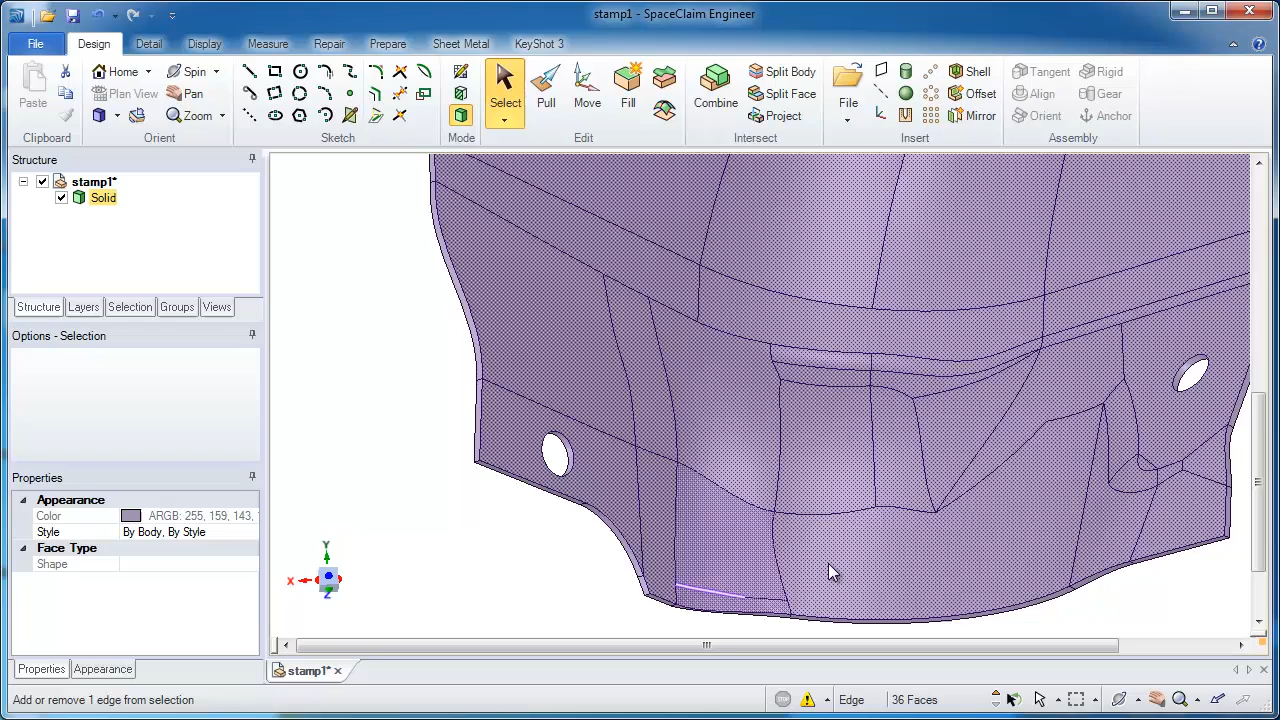 stamp1 - SpaceClaim Engineer
File Design Detail Display Measure Repair Prepare Sheet Metal KeyShot 3
Home Spin Split Body Shell Tangent Rigid
Paste Plan View Pan Select Pull Move Fill Combine Split Face File Offset Align Gear
Zoom Project Mirror Orient Anchor
Clipboard Orient Sketch Mode Edit Intersect Insert Assembly
Structure
stamp1*
Solid
Structure Layers Selection Groups Views
Options - Selection
Properties
Appearance
Color ARGB: 255, 159, 143,
Style By Body, By Style
Face Type
Shape
Y
X
Z
Properties Appearance
stamp1*
Add or remove 1 edge from selection Edge 36 Faces